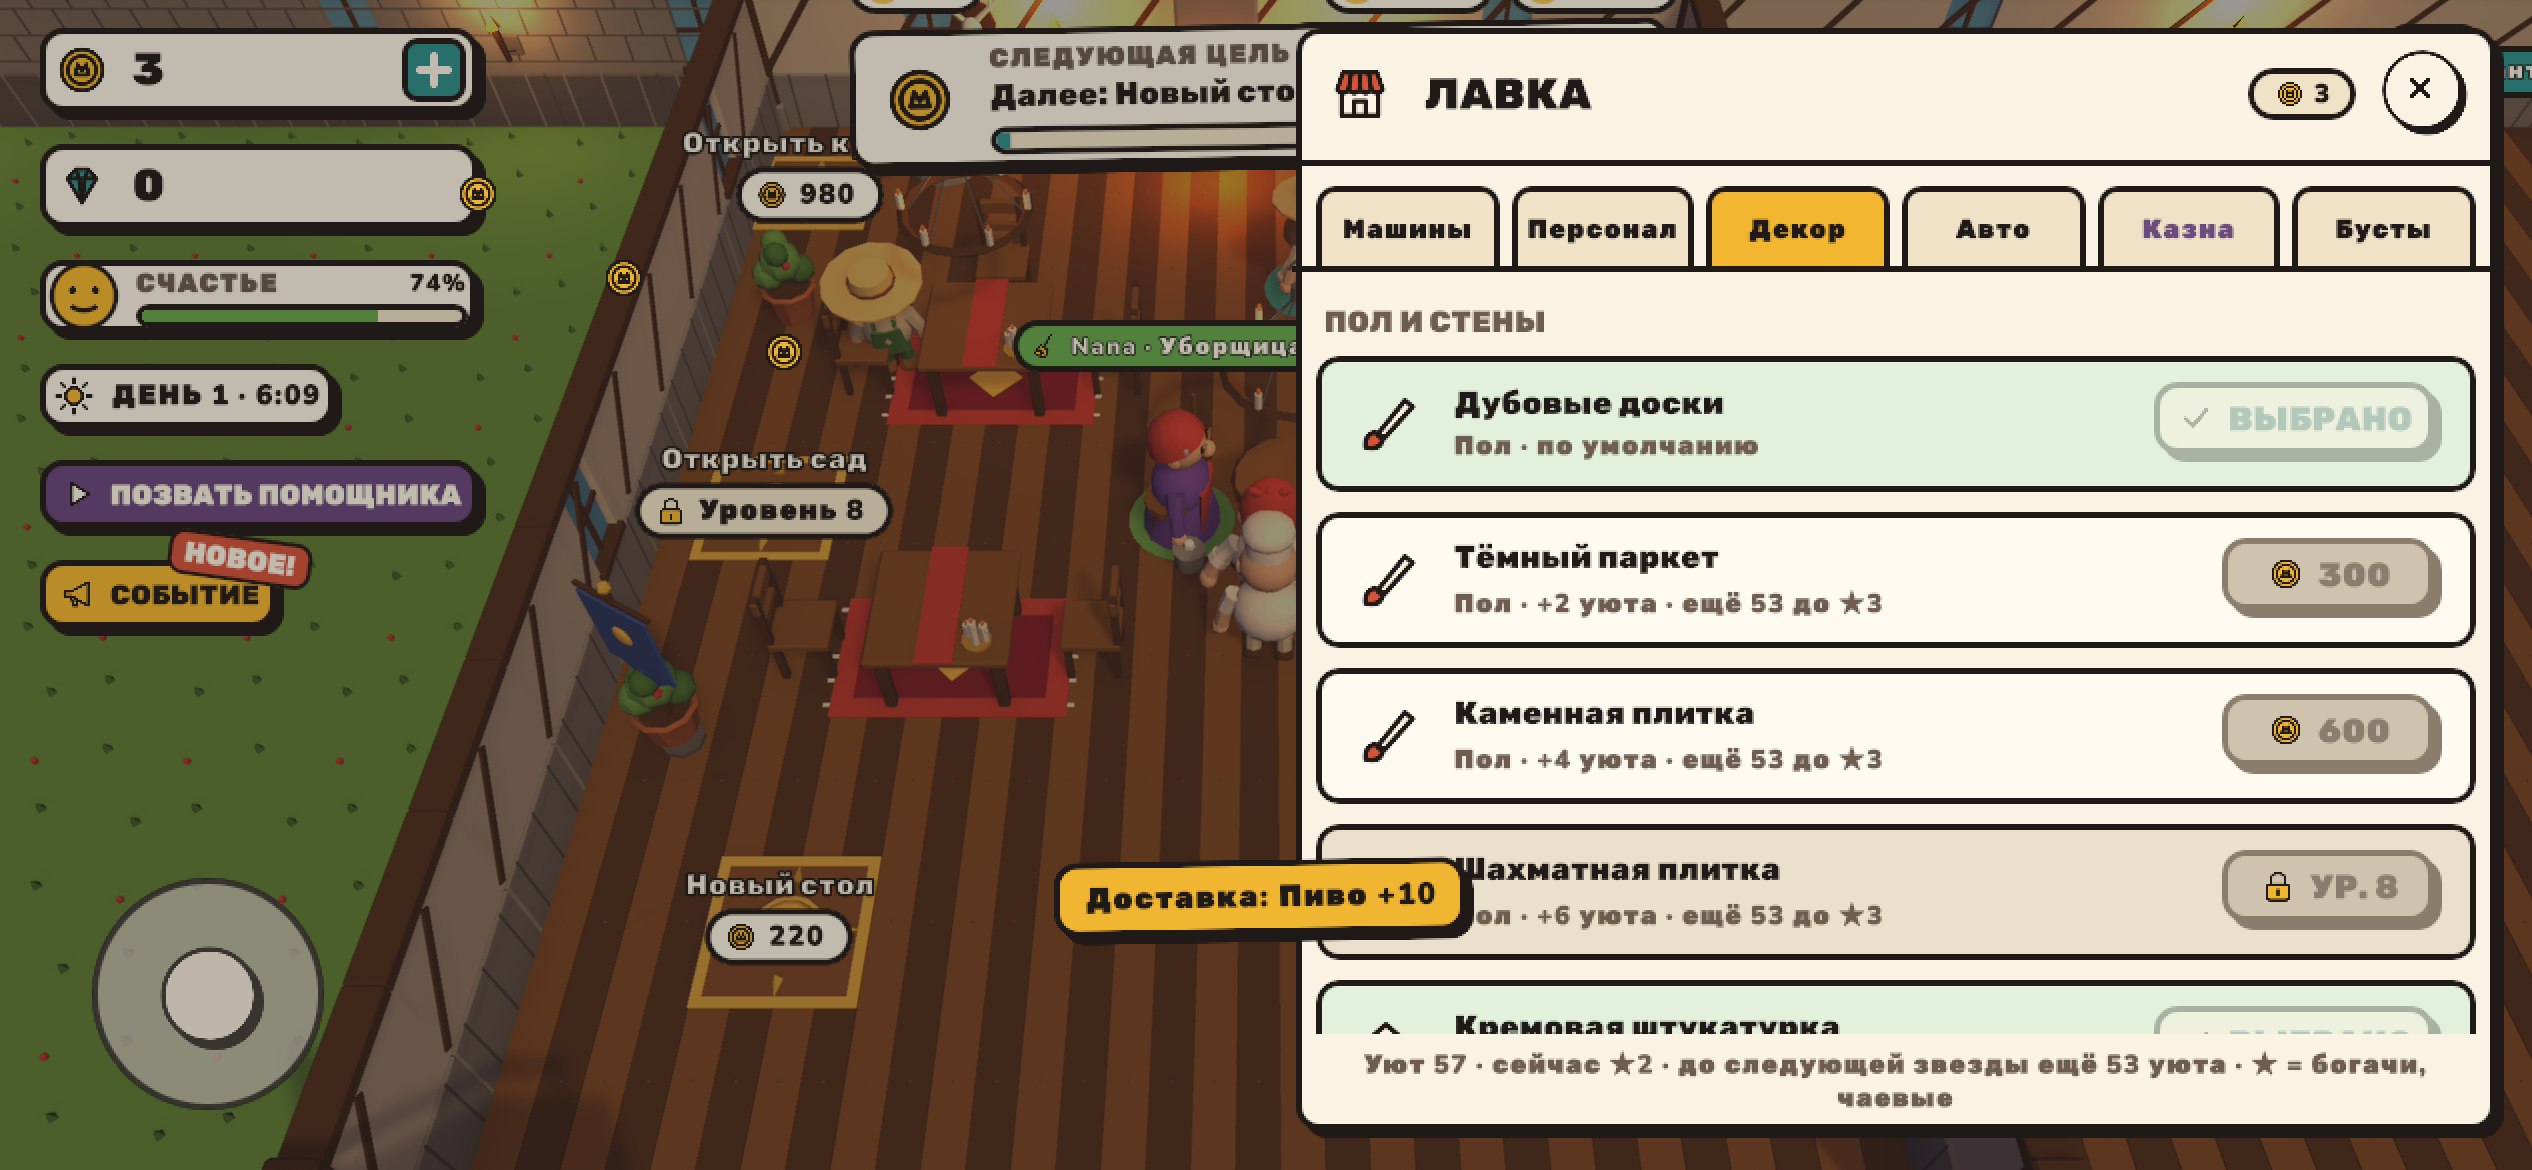 3
0
СЧАСТЬЕ 74%
ДЕНЬ 1 · 6:09
ПОЗВАТЬ ПОМОЩНИКА
НОВОЕ!
СОБЫТИЕ
СЛЕДУЮЩАЯ ЦЕЛЬ
Далее: Новый сто
Открыть к
980
Nana · Уборщица
Открыть сад
Уровень 8
Новый стол
220
Доставка: Пиво +10
ЛАВКА
3
Машины
Персонал
Декор
Авто
Казна
Бусты
ПОЛ И СТЕНЫ
Дубовые доски
Пол · по умолчанию
ВЫБРАНО
Тёмный паркет
Пол · +2 уюта · ещё 53 до ★3
300
Каменная плитка
Пол · +4 уюта · ещё 53 до ★3
600
Шахматная плитка
ол · +6 уюта · ещё 53 до ★3
УР. 8
Кремовая штукатурка
Уют 57 · сейчас ★2 · до следующей звезды ещё 53 уюта · ★ = богачи,
чаевые